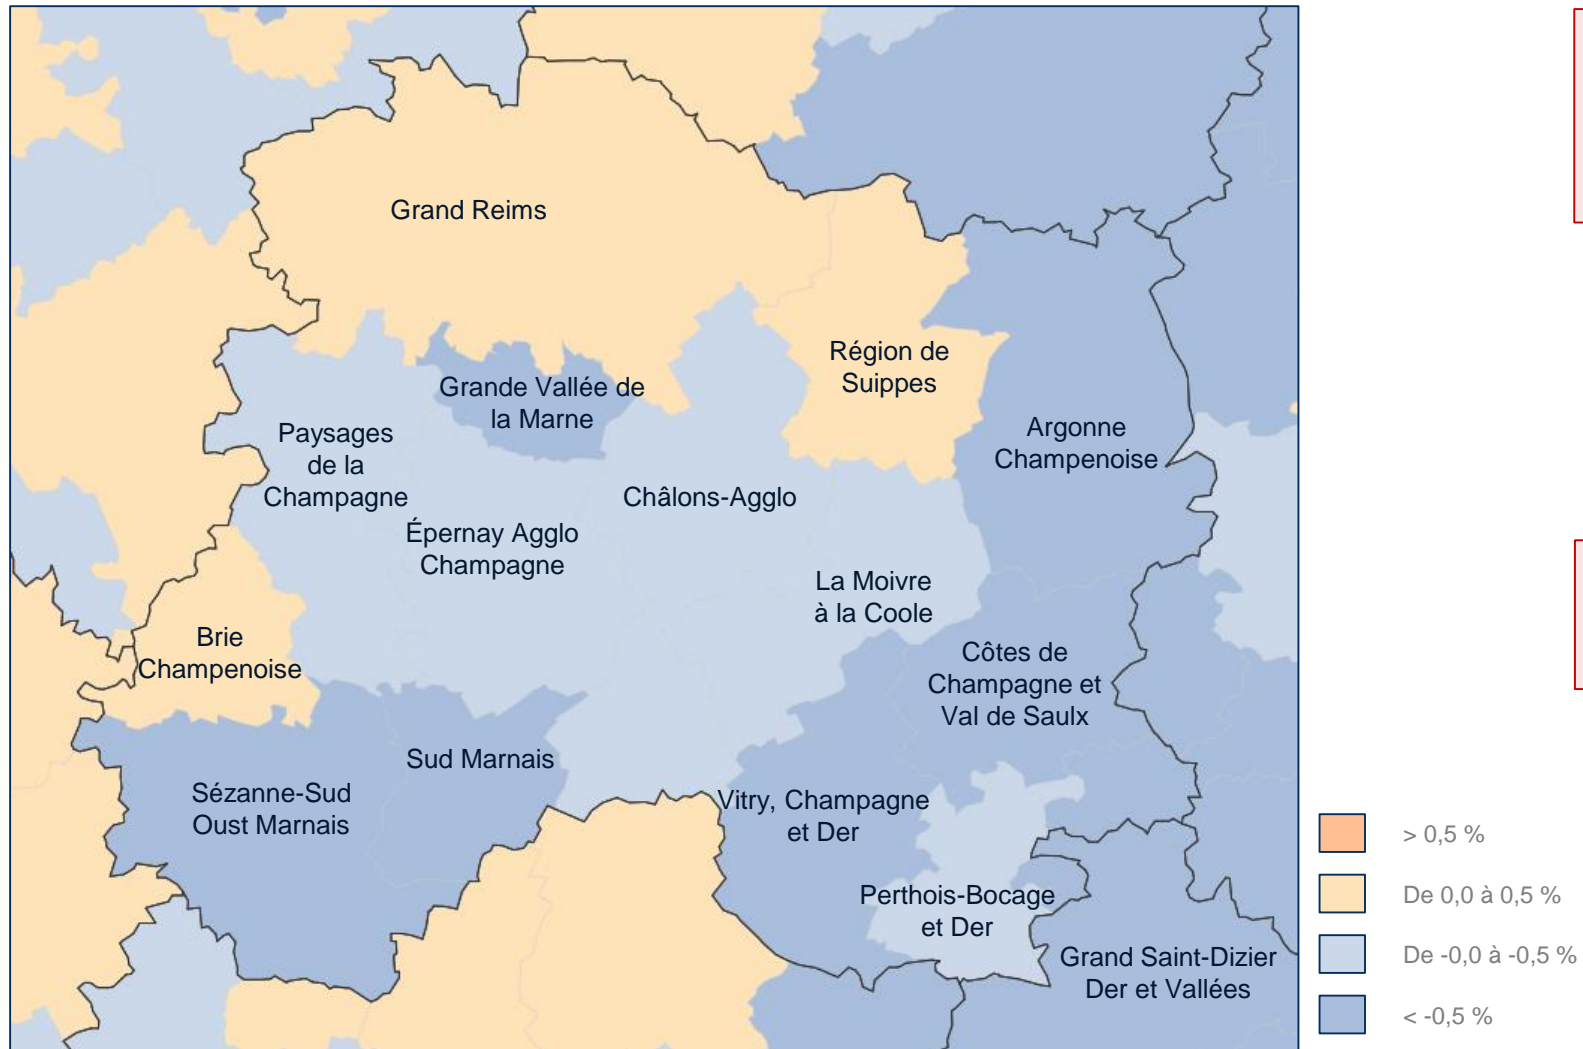 Grand Reims
Région de
Suippes
Grande Vallée de
la Marne
Argonne
Champenoise
Paysages
de la
Champagne
Châlons-Agglo
Épernay Agglo
Champagne
La Moivre
à la Coole
Brie
Champenoise
Côtes de
Champagne et
Val de Saulx
Sud Marnais
Sézanne-Sud
Oust Marnais
Vitry, Champagne
et Der
Perthois-Bocage
et Der
Grand Saint-Dizier
Der et Vallées
> 0,5 %
De 0,0 à 0,5 %
De -0,0 à -0,5 %
< -0,5 %